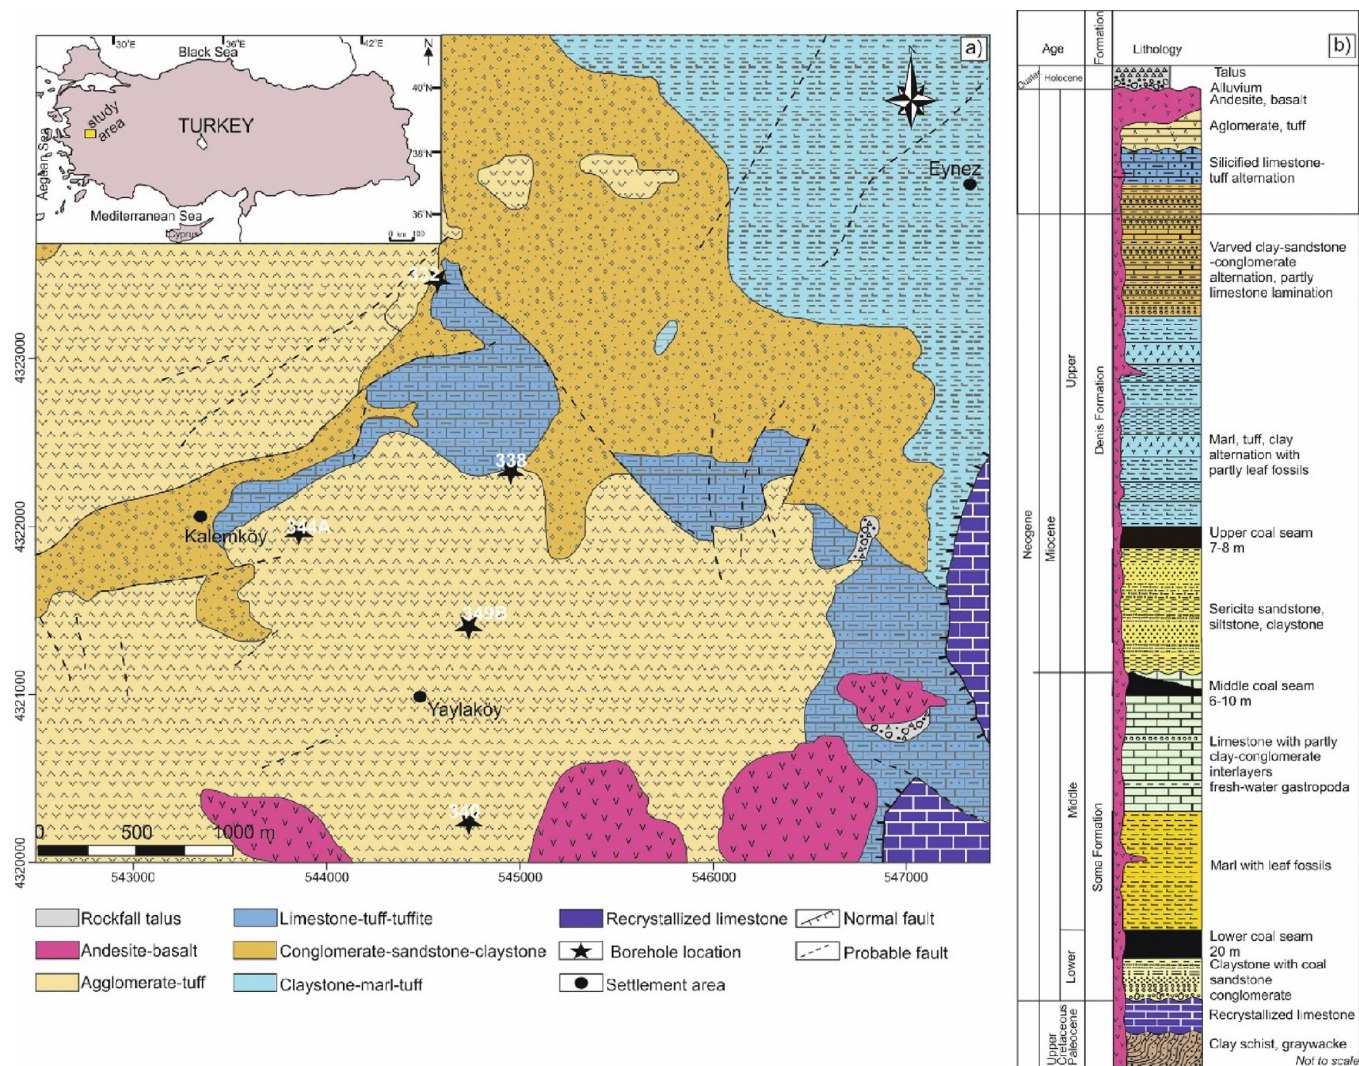 30°E
36°E
42°E
N
Black Sea
40°N
study
area
TURKEY
38°N
Aegean Sea
Mediterranean Sea
36°N
Cyprus
0 km 100
a)
N
Eynez
338
344A
Kalemköy
349B
Yaylaköy
346
4323000
4322000
4321000
4320000
0 500 1000 m
543000 544000 545000 546000 547000
Rockfall talus
Andesite-basalt
Agglomerate-tuff
Limestone-tuff-tuffite
Conglomerate-sandstone-claystone
Claystone-marl-tuff
Recrystallized limestone
Borehole location
Settlement area
Normal fault
Probable fault
b)
Age
Formation
Lithology
Quater.
Holocene
Neogene
Miocene
Upper
Middle
Lower
Upper
Cretaceous
Paleocene
Denis Formation
Soma Formation
Talus
Alluvium
Andesite, basalt
Aglomerate, tuff
Silicified limestone-
tuff alternation
Varved clay-sandstone
-conglomerate
alternation, partly
limestone lamination
Marl, tuff, clay
alternation with
partly leaf fossils
Upper coal seam
7-8 m
Sericite sandstone,
siltstone, claystone
Middle coal seam
6-10 m
Limestone with partly
clay-conglomerate
interlayers
fresh-water gastropoda
Marl with leaf fossils
Lower coal seam
20 m
Claystone with coal
sandstone
conglomerate
Recrystallized limestone
Clay schist, graywacke
Not to scale